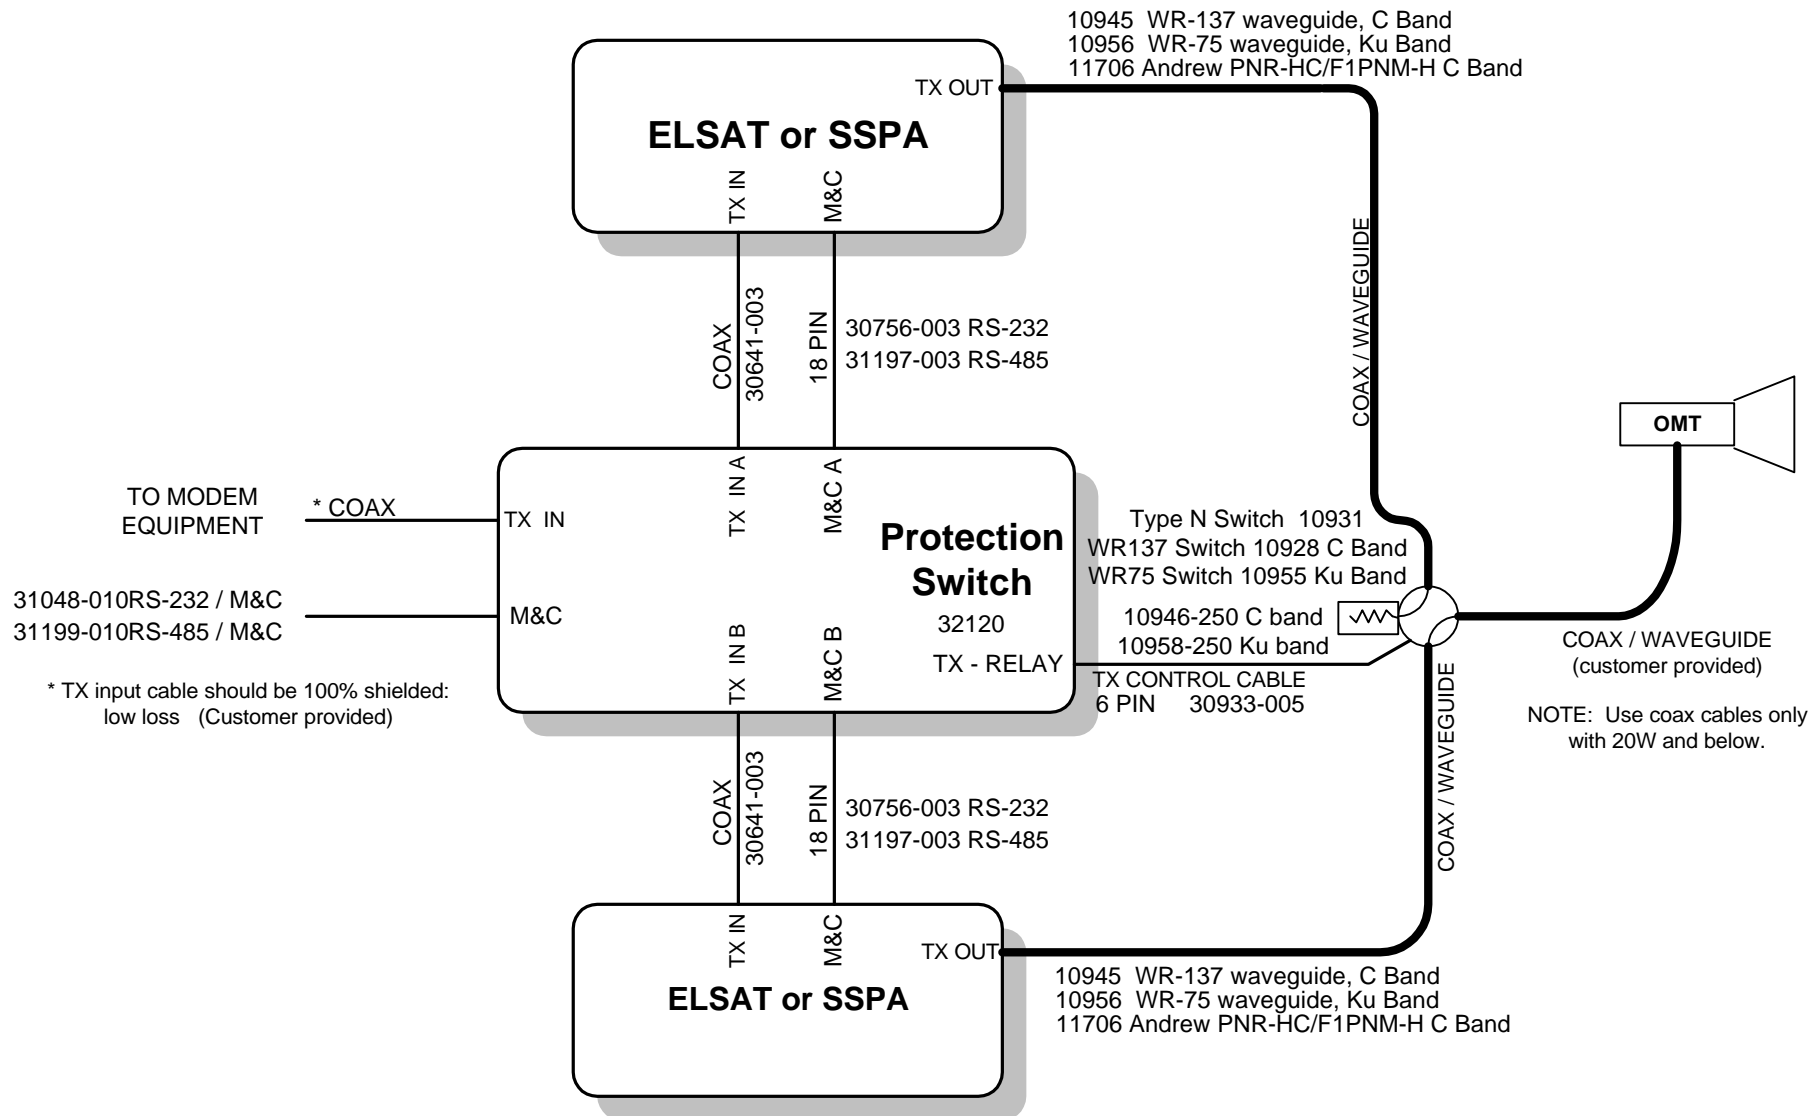 10945 WR-137 waveguide, C Band
10956 WR-75 waveguide, Ku Band
11706 Andrew PNR-HC/F1PNM-H C Band
TX OUT
ELSAT or SSPA
TX IN
M&C
COAX
30641-003
18 PIN
30756-003 RS-232
31197-003 RS-485
COAX / WAVEGUIDE
OMT
TO MODEM
EQUIPMENT
* COAX
TX IN
TX IN A
M&C A
Protection
Switch
32120
Type N Switch 10931
WR137 Switch 10928 C Band
WR75 Switch 10955 Ku Band
31048-010RS-232 / M&C
31199-010RS-485 / M&C
M&C
10946-250 C band
10958-250 Ku band
TX IN B
M&C B
TX - RELAY
TX CONTROL CABLE
6 PIN 30933-005
COAX / WAVEGUIDE
(customer provided)
* TX input cable should be 100% shielded:
low loss (Customer provided)
NOTE: Use coax cables only
with 20W and below.
COAX / WAVEGUIDE
COAX
30641-003
18 PIN
30756-003 RS-232
31197-003 RS-485
TX IN
M&C
TX OUT
ELSAT or SSPA
10945 WR-137 waveguide, C Band
10956 WR-75 waveguide, Ku Band
11706 Andrew PNR-HC/F1PNM-H C Band